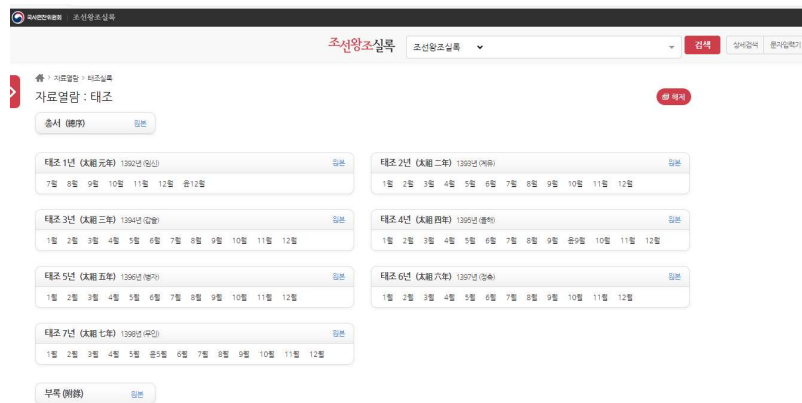 국사편찬위원회 조선왕조실록
조선왕조실록 조선왕조실록 검색 상세검색 문자입력기
> 자료열람 > 태조실록
자료열람 : 태조
해제
총서 (總序) 원본
태조 1년 (太祖 元年) 1392년 (임신) 원본
7월 8월 9월 10월 11월 12월 윤12월
태조 2년 (太祖 二年) 1393년 (계유) 원본
1월 2월 3월 4월 5월 6월 7월 8월 9월 10월 11월 12월
태조 3년 (太祖 三年) 1394년 (갑술) 원본
1월 2월 3월 4월 5월 6월 7월 8월 9월 10월 11월 12월
태조 4년 (太祖 四年) 1395년 (을해) 원본
1월 2월 3월 4월 5월 6월 7월 8월 9월 윤9월 10월 11월 12월
태조 5년 (太祖 五年) 1396년 (병자) 원본
1월 2월 3월 4월 5월 6월 7월 8월 9월 10월 11월 12월
태조 6년 (太祖 六年) 1397년 (정축) 원본
1월 2월 3월 4월 5월 6월 7월 8월 9월 10월 11월 12월
태조 7년 (太祖 七年) 1398년 (무인) 원본
1월 2월 3월 4월 5월 윤5월 6월 7월 8월 9월 10월 11월 12월
부록 (附錄) 원본